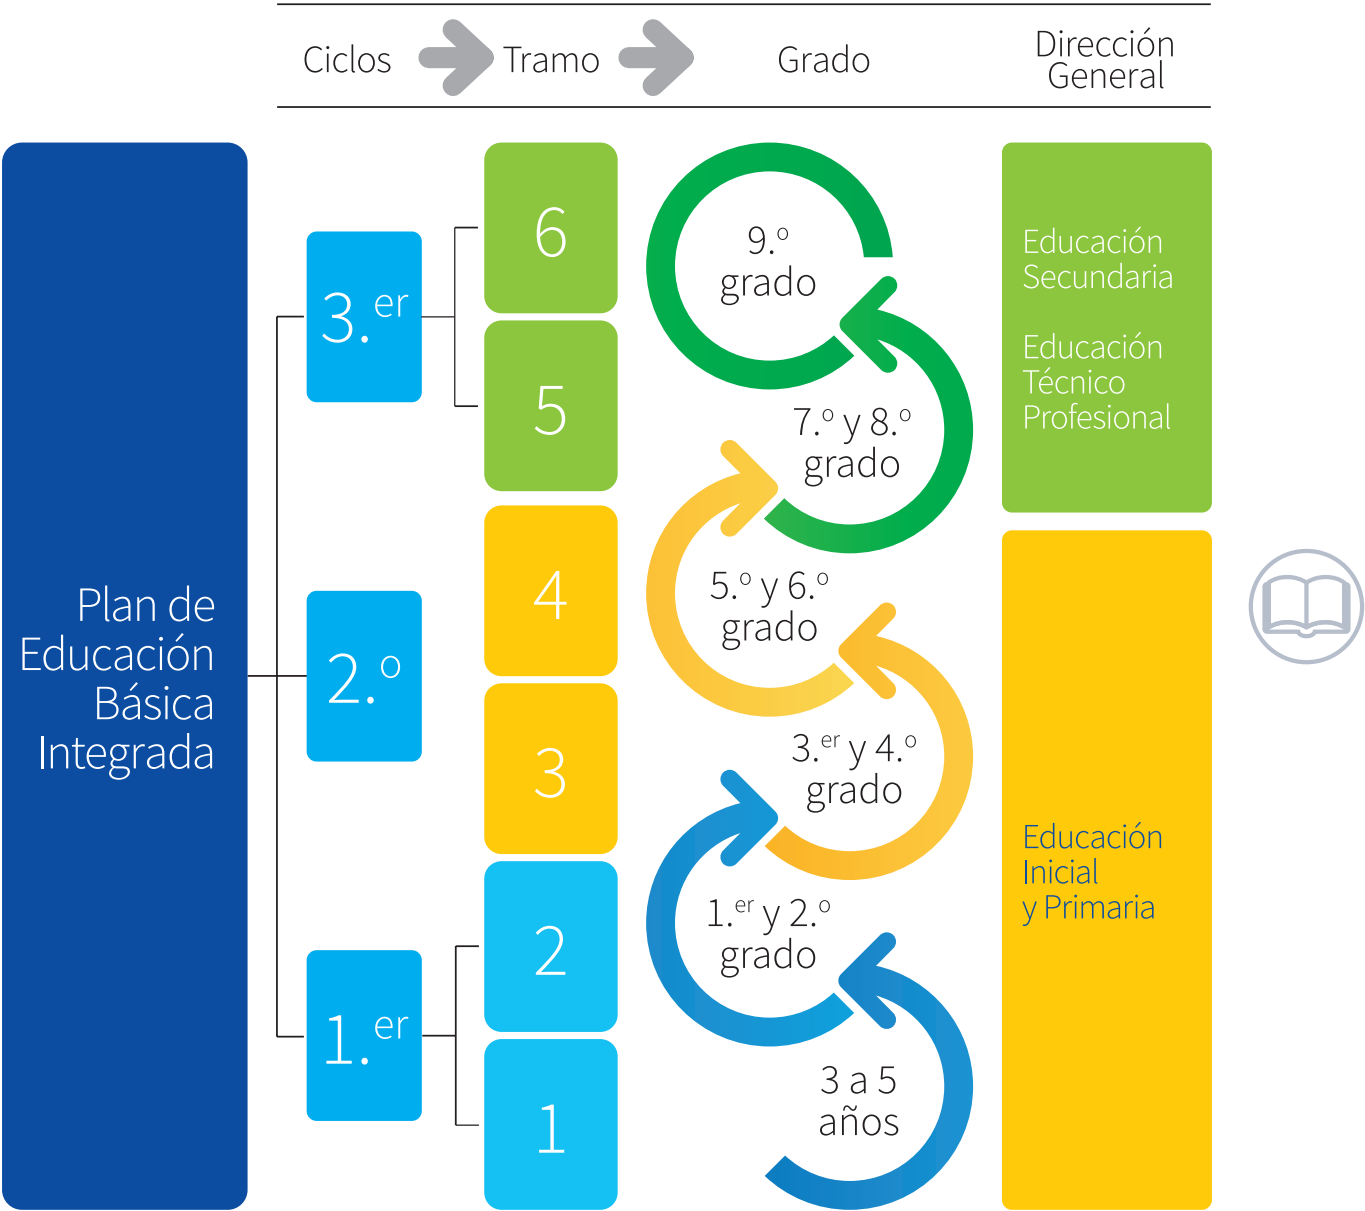 Ciclos
Tramo
Grado
Dirección
General
Plan de
Educación
Básica
Integrada
3.er
2.º
1.er
6
5
4
3
2
1
9.º
grado
7.º y 8.º
grado
5.º y 6.º
grado
3.er y 4.º
grado
1.er y 2.º
grado
3 a 5
años
Educación
Secundaria
Educación
Técnico
Profesional
Educación
Inicial
y Primaria